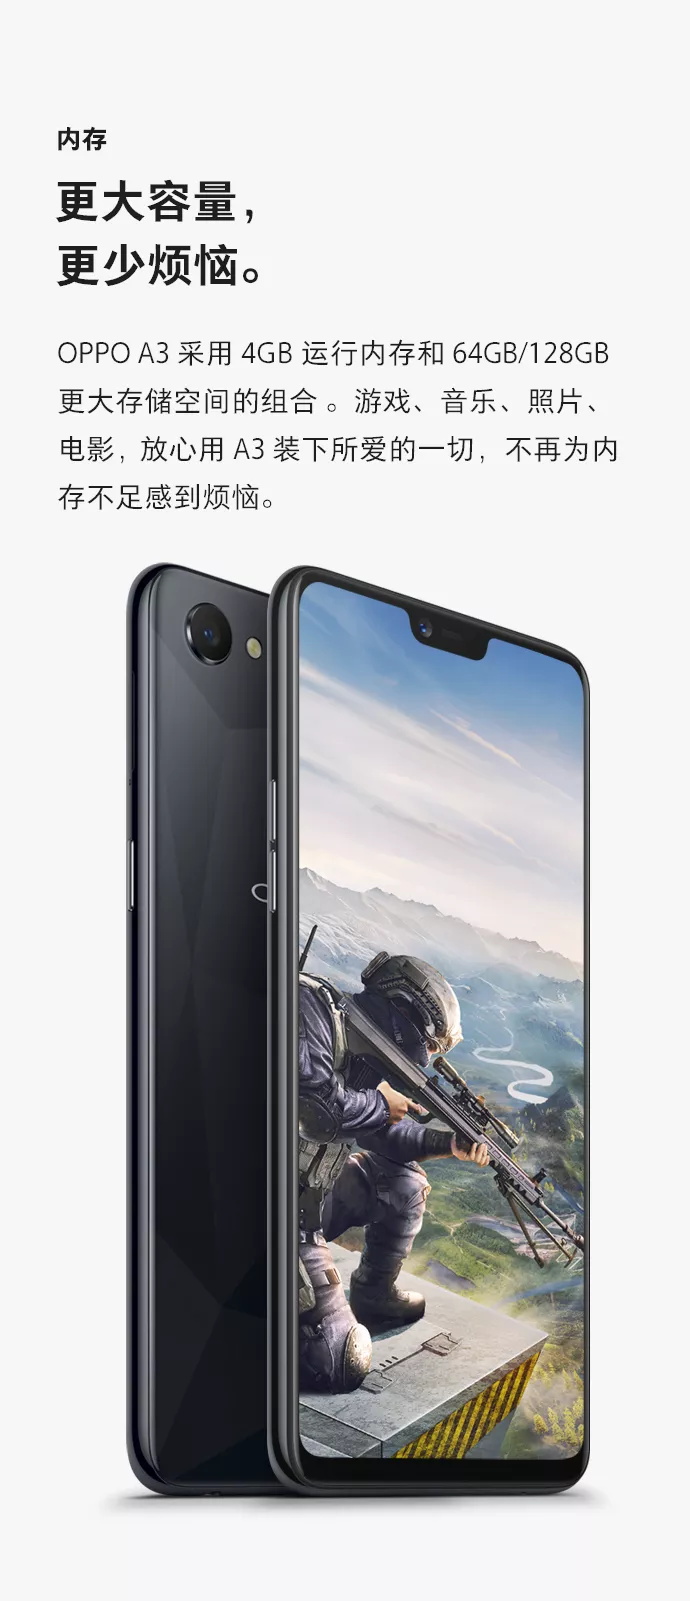 内存
更大容量，
更少烦恼。
OPPO A3 采用 4GB 运行内存和 64GB/128GB
更大存储空间的组合 。游戏、音乐、照片、
电影，放心用 A3 装下所爱的一切，不再为内
存不足感到烦恼。